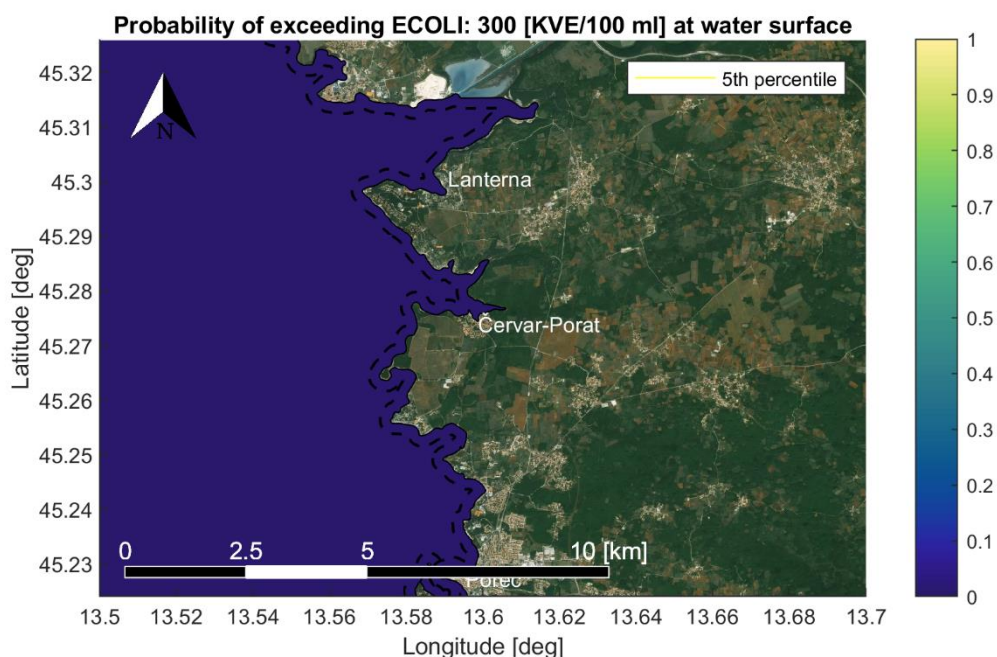 Probability of exceeding ECOLI: 300 [KVE/100 ml] at water surface
45.32
45.31
45.3
45.29
45.28
45.27
45.26
45.25
45.24
45.23
Latitude [deg]
N
5th percentile
Lanterna
Červar-Porat
0 2.5 5 10 [km]
Poreč
13.5 13.52 13.54 13.56 13.58 13.6 13.62 13.64 13.66 13.68 13.7
Longitude [deg]
1
0.9
0.8
0.7
0.6
0.5
0.4
0.3
0.2
0.1
0